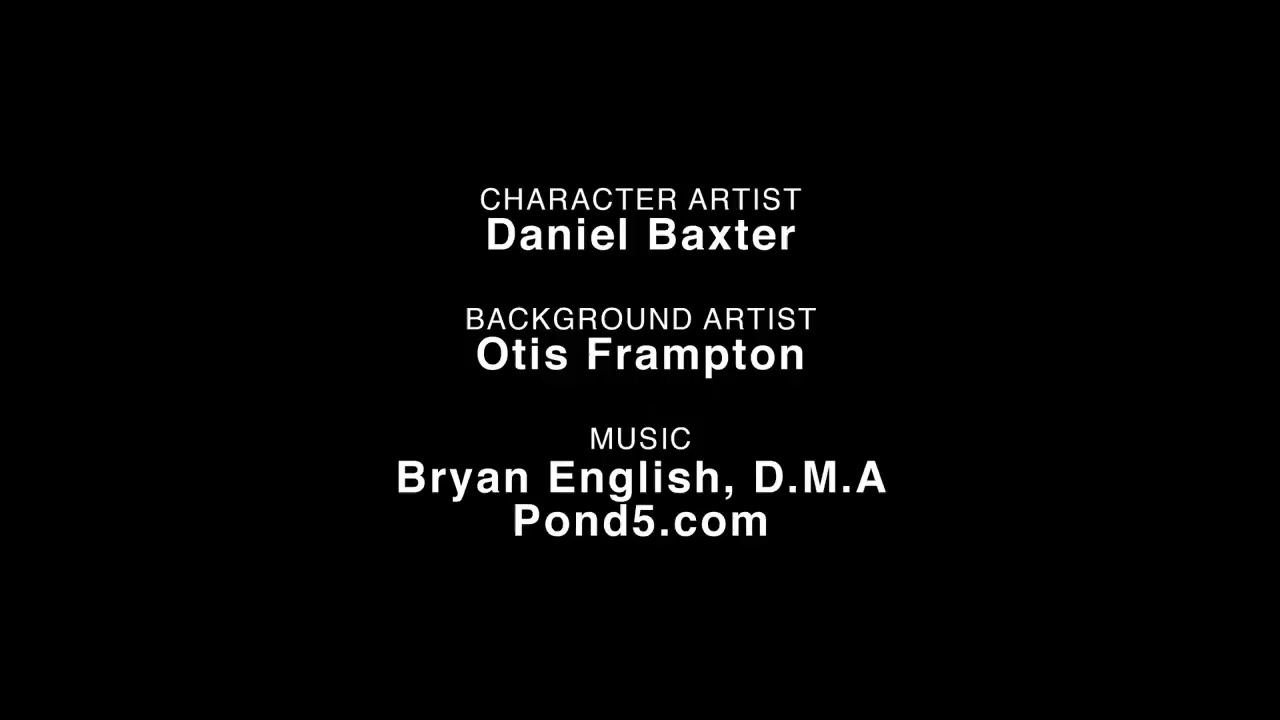 CHARACTER ARTIST
Daniel Baxter
BACKGROUND ARTIST
Otis Frampton
MUSIC
Bryan English, D.M.A
Pond5.com